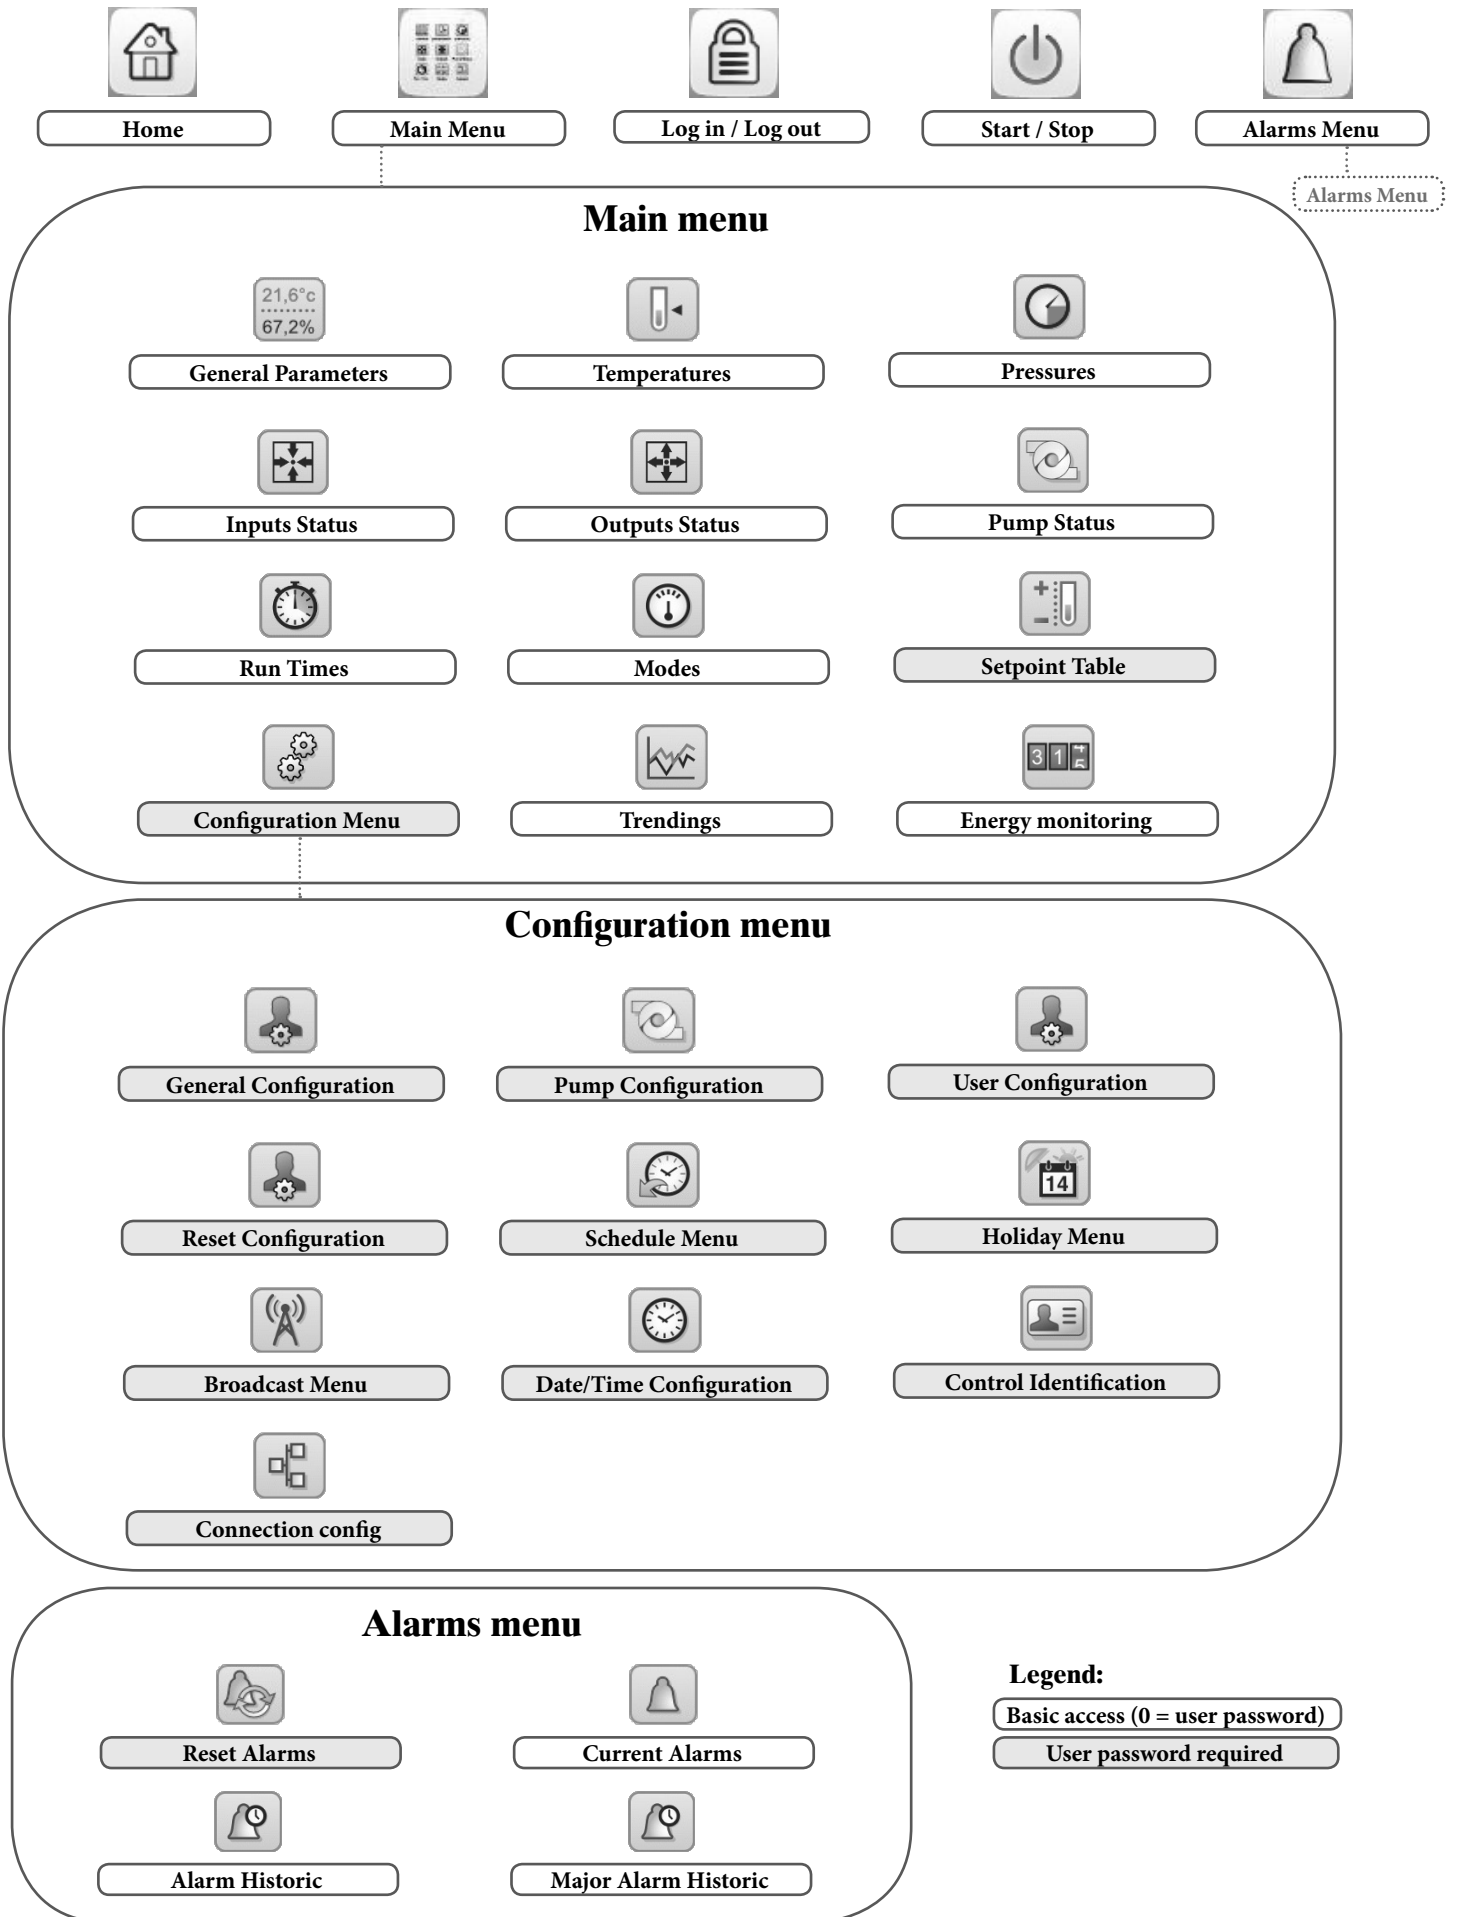 Home
Main Menu
Log in / Log out
Start / Stop
Alarms Menu
Alarms Menu
Main menu
21,6°c
67,2%
General Parameters
Temperatures
Pressures
Inputs Status
Outputs Status
Pump Status
Run Times
Modes
Setpoint Table
3 1 4 5
Configuration Menu
Trendings
Energy monitoring
Configuration menu
General Configuration
Pump Configuration
User Configuration
14
Reset Configuration
Schedule Menu
Holiday Menu
Broadcast Menu
Date/Time Configuration
Control Identification
Connection config
Alarms menu
Reset Alarms
Current Alarms
Alarm Historic
Major Alarm Historic
Legend:
Basic access (0 = user password)
User password required